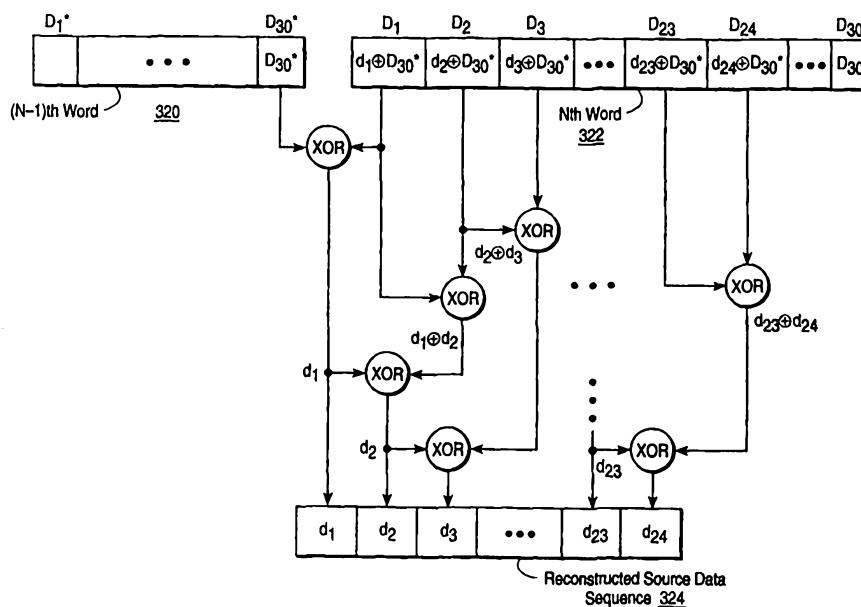 D₁* D₃₀* D₁ D₂ D₃ D₂₃ D₂₄ D₃₀
••• D₃₀* d₁⊕D₃₀* d₂⊕D₃₀* d₃⊕D₃₀* ••• d₂₃⊕D₃₀* d₂₄⊕D₃₀* ••• D₃₀
(N–1)th Word 320
Nth Word
322
XOR
XOR
d₂⊕d₃
XOR
XOR
d₂₃⊕d₂₄
d₁⊕d₂
d₁ XOR
d₂ XOR d₂₃ XOR
d₁ d₂ d₃ ••• d₂₃ d₂₄
Reconstructed Source Data
Sequence 324